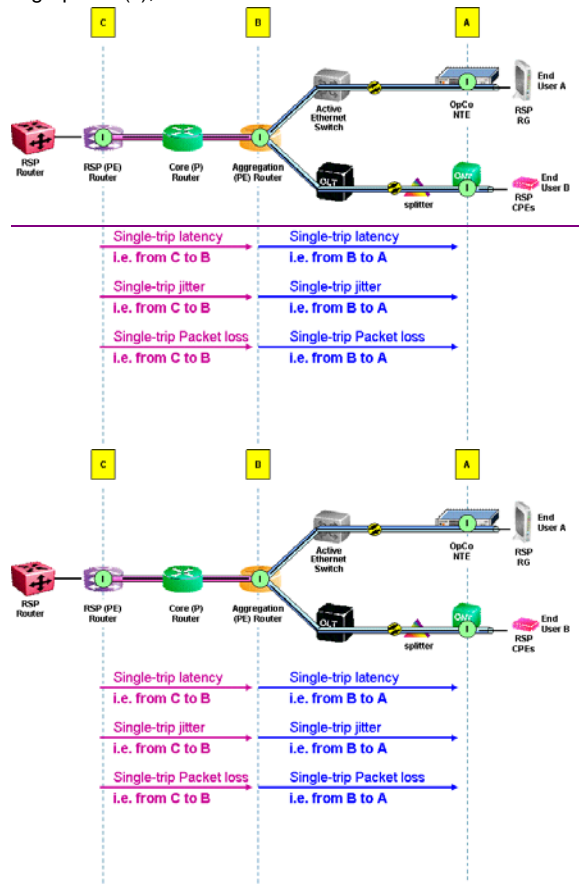 C B A
End
User A
Active
Ethernet
Switch
OpCo
NTE
RSP
RG
I I I
RSP
Router
RSP (PE)
Router
Core (P)
Router
Aggregation
(PE) Router
OLT
ONT
I
End
User B
splitter
RSP
CPEs
Single-trip latency
i.e. from C to B
Single-trip latency
i.e. from B to A
Single-trip jitter
i.e. from C to B
Single-trip jitter
i.e. from B to A
Single-trip Packet loss
i.e. from C to B
Single-trip Packet loss
i.e. from B to A
C B A
End
User A
Active
Ethernet
Switch
OpCo
NTE
RSP
RG
I I I
RSP
Router
RSP (PE)
Router
Core (P)
Router
Aggregation
(PE) Router
OLT
ONT
I
End
User B
splitter
RSP
CPEs
Single-trip latency
i.e. from C to B
Single-trip latency
i.e. from B to A
Single-trip jitter
i.e. from C to B
Single-trip jitter
i.e. from B to A
Single-trip Packet loss
i.e. from C to B
Single-trip Packet loss
i.e. from B to A